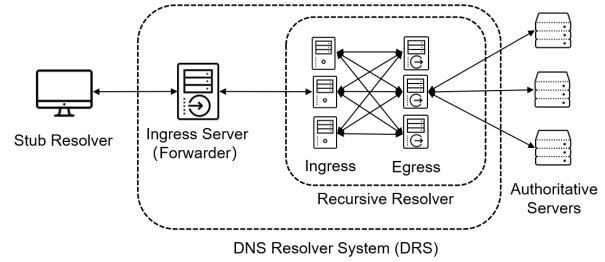 Stub Resolver
Ingress Server
(Forwarder)
Ingress
Egress
Recursive Resolver
Authoritative
Servers
DNS Resolver System (DRS)